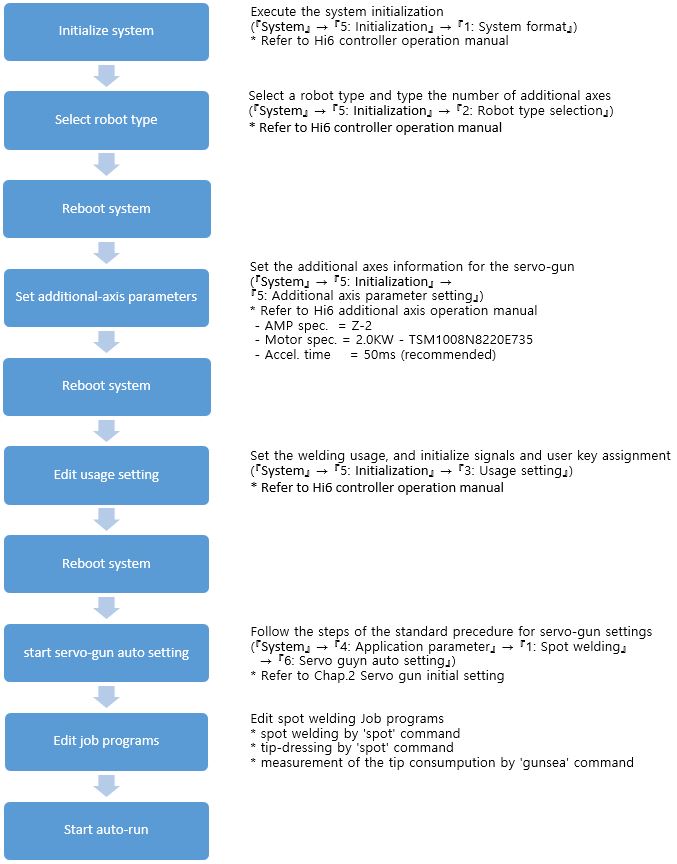 Initialize system
Execute the system initialization
(『System』 → 『5: Initialization』 → 『1: System format』)
* Refer to Hi6 controller operation manual
Select robot type
Select a robot type and type the number of additional axes
(『System』 → 『5: Initialization』 → 『2: Robot type selection』)
* Refer to Hi6 controller operation manual
Reboot system
Set additional-axis parameters
Set the additional axes information for the servo-gun
(『System』 → 『5: Initialization』 →
『5: Additional axis parameter setting』)
* Refer to Hi6 additional axis operation manual
- AMP spec. = Z-2
- Motor spec. = 2.0KW - TSM1008N8220E735
- Accel. time = 50ms (recommended)
Reboot system
Edit usage setting
Set the welding usage, and initialize signals and user key assignment
(『System』 → 『5: Initialization』 → 『3: Usage setting』)
* Refer to Hi6 controller operation manual
Reboot system
start servo-gun auto setting
Follow the steps of the standard precedure for servo-gun settings
(『System』 → 『4: Application parameter』 → 『1: Spot welding』
→ 『6: Servo guyn auto setting』)
* Refer to Chap.2 Servo gun initial setting
Edit job programs
Edit spot welding Job programs
* spot welding by 'spot' command
* tip-dressing by 'spot' command
* measurement of the tip consumpution by 'gunsea' command
Start auto-run